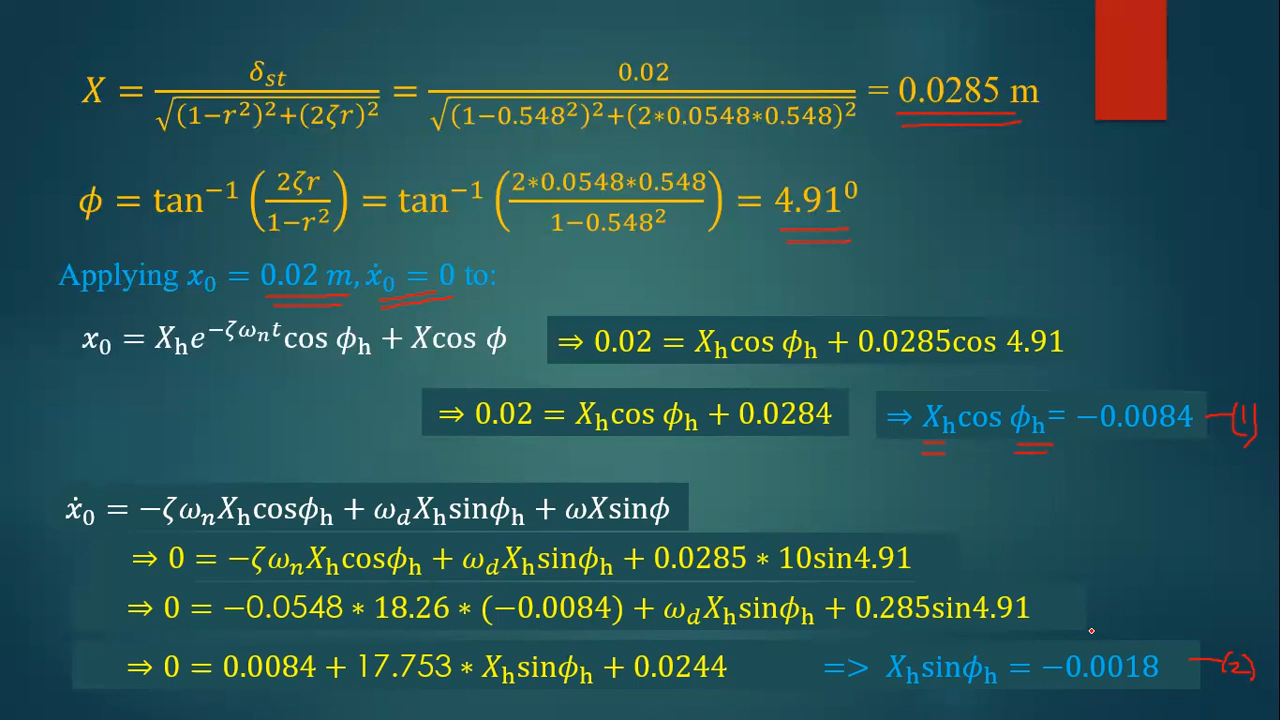 X = δ_st / √((1−r²)²+(2ζr)²) = 0.02 / √((1−0.548²)²+(2∗0.0548∗0.548)²) = 0.0285 m
ϕ = tan⁻¹(2ζr / 1−r²) = tan⁻¹(2∗0.0548∗0.548 / 1−0.548²) = 4.91⁰
Applying x₀ = 0.02 m, ẋ₀ = 0 to:
x₀ = X_h e^(−ζω_n t) cos ϕ_h + X cos ϕ ⇒ 0.02 = X_h cos ϕ_h + 0.0285cos 4.91
⇒ 0.02 = X_h cos ϕ_h + 0.0284 ⇒ X_h cos ϕ_h = −0.0084 (1)
ẋ₀ = −ζω_n X_h cosϕ_h + ω_d X_h sinϕ_h + ωXsinϕ
⇒ 0 = −ζω_n X_h cosϕ_h + ω_d X_h sinϕ_h + 0.0285 ∗ 10sin4.91
⇒ 0 = −0.0548 ∗ 18.26 ∗ (−0.0084) + ω_d X_h sinϕ_h + 0.285sin4.91
⇒ 0 = 0.0084 + 17.753 ∗ X_h sinϕ_h + 0.0244 => X_h sinϕ_h = −0.0018 (2)